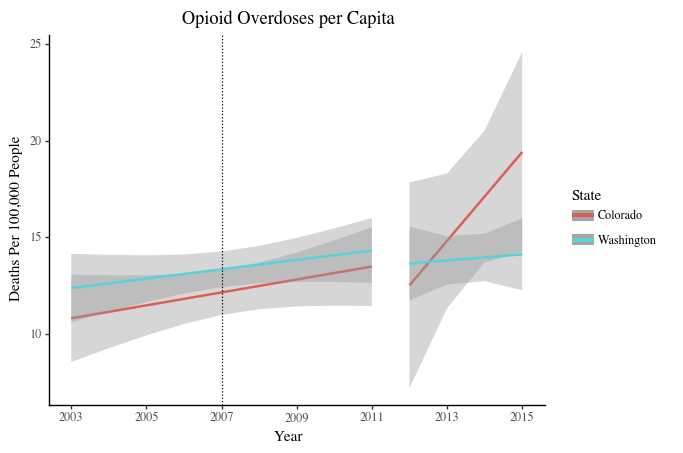 Opioid Overdoses per Capita
Deaths Per 100,000 People
25
20
15
10
2003 2005 2007 2009 2011 2013 2015
Year
State
Colorado
Washington